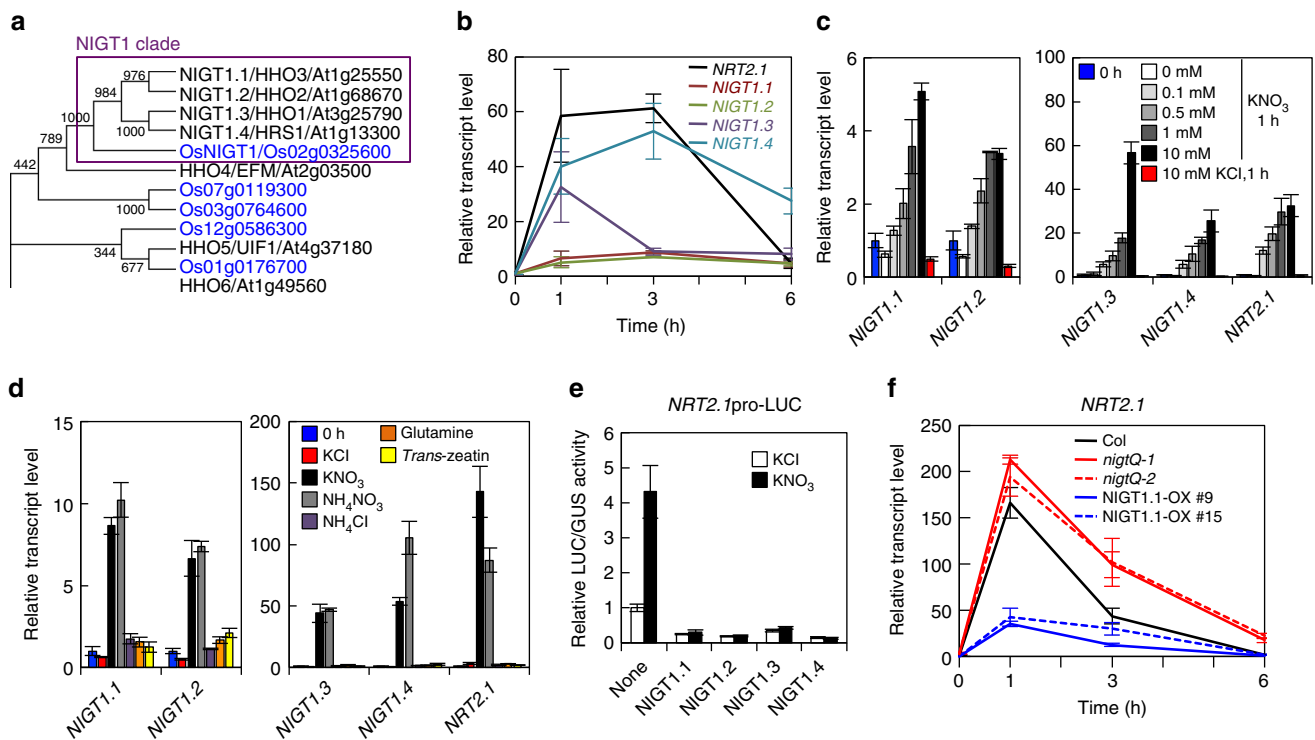 a
NIGT1 clade
976
984
1000
1000
789
442
1000
344
677
NIGT1.1/HHO3/At1g25550
NIGT1.2/HHO2/At1g68670
NIGT1.3/HHO1/At3g25790
NIGT1.4/HRS1/At1g13300
OsNIGT1/Os02g0325600
HHO4/EFM/At2g03500
Os07g0119300
Os03g0764600
Os12g0586300
HHO5/UIF1/At4g37180
Os01g0176700
HHO6/At1g49560
b
Relative transcript level
80
60
40
20
0
0
1
3
6
Time (h)
NRT2.1
NIGT1.1
NIGT1.2
NIGT1.3
NIGT1.4
c
Relative transcript level
6
4
2
0
NIGT1.1
NIGT1.2
100
80
60
40
20
0
0 h
0 mM
0.1 mM
0.5 mM
1 mM
10 mM
10 mM KCl,1 h
KNO3
1 h
NIGT1.3
NIGT1.4
NRT2.1
d
Relative transcript level
15
10
5
0
NIGT1.1
NIGT1.2
200
150
100
50
0
0 h
KCl
KNO3
NH4NO3
NH4Cl
Glutamine
Trans-zeatin
NIGT1.3
NIGT1.4
NRT2.1
e
NRT2.1pro-LUC
Relative LUC/GUS activity
6
5
4
3
2
1
0
KCl
KNO3
None
NIGT1.1
NIGT1.2
NIGT1.3
NIGT1.4
f
NRT2.1
Relative transcript level
250
200
150
100
50
0
0
1
3
6
Time (h)
Col
nigtQ-1
nigtQ-2
NIGT1.1-OX #9
NIGT1.1-OX #15